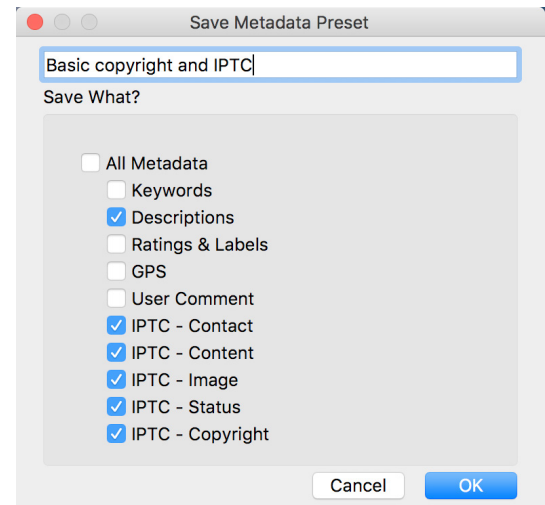 Save Metadata Preset
Basic copyright and IPTC
Save What?
All Metadata
Keywords
Descriptions
Ratings & Labels
GPS
User Comment
IPTC - Contact
IPTC - Content
IPTC - Image
IPTC - Status
IPTC - Copyright
Cancel OK